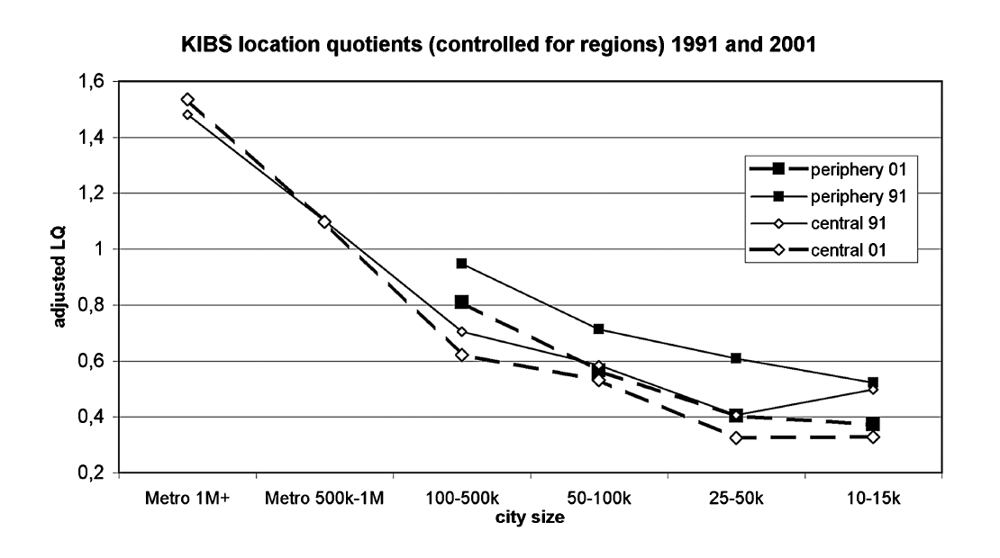 KIBS location quotients (controlled for regions) 1991 and 2001
1,6
1,4
1,2
1
0,8
0,6
0,4
0,2
adjusted LQ
periphery 01
periphery 91
central 91
central 01
Metro 1M+ Metro 500k-1M 100-500k 50-100k 25-50k 10-15k
city size